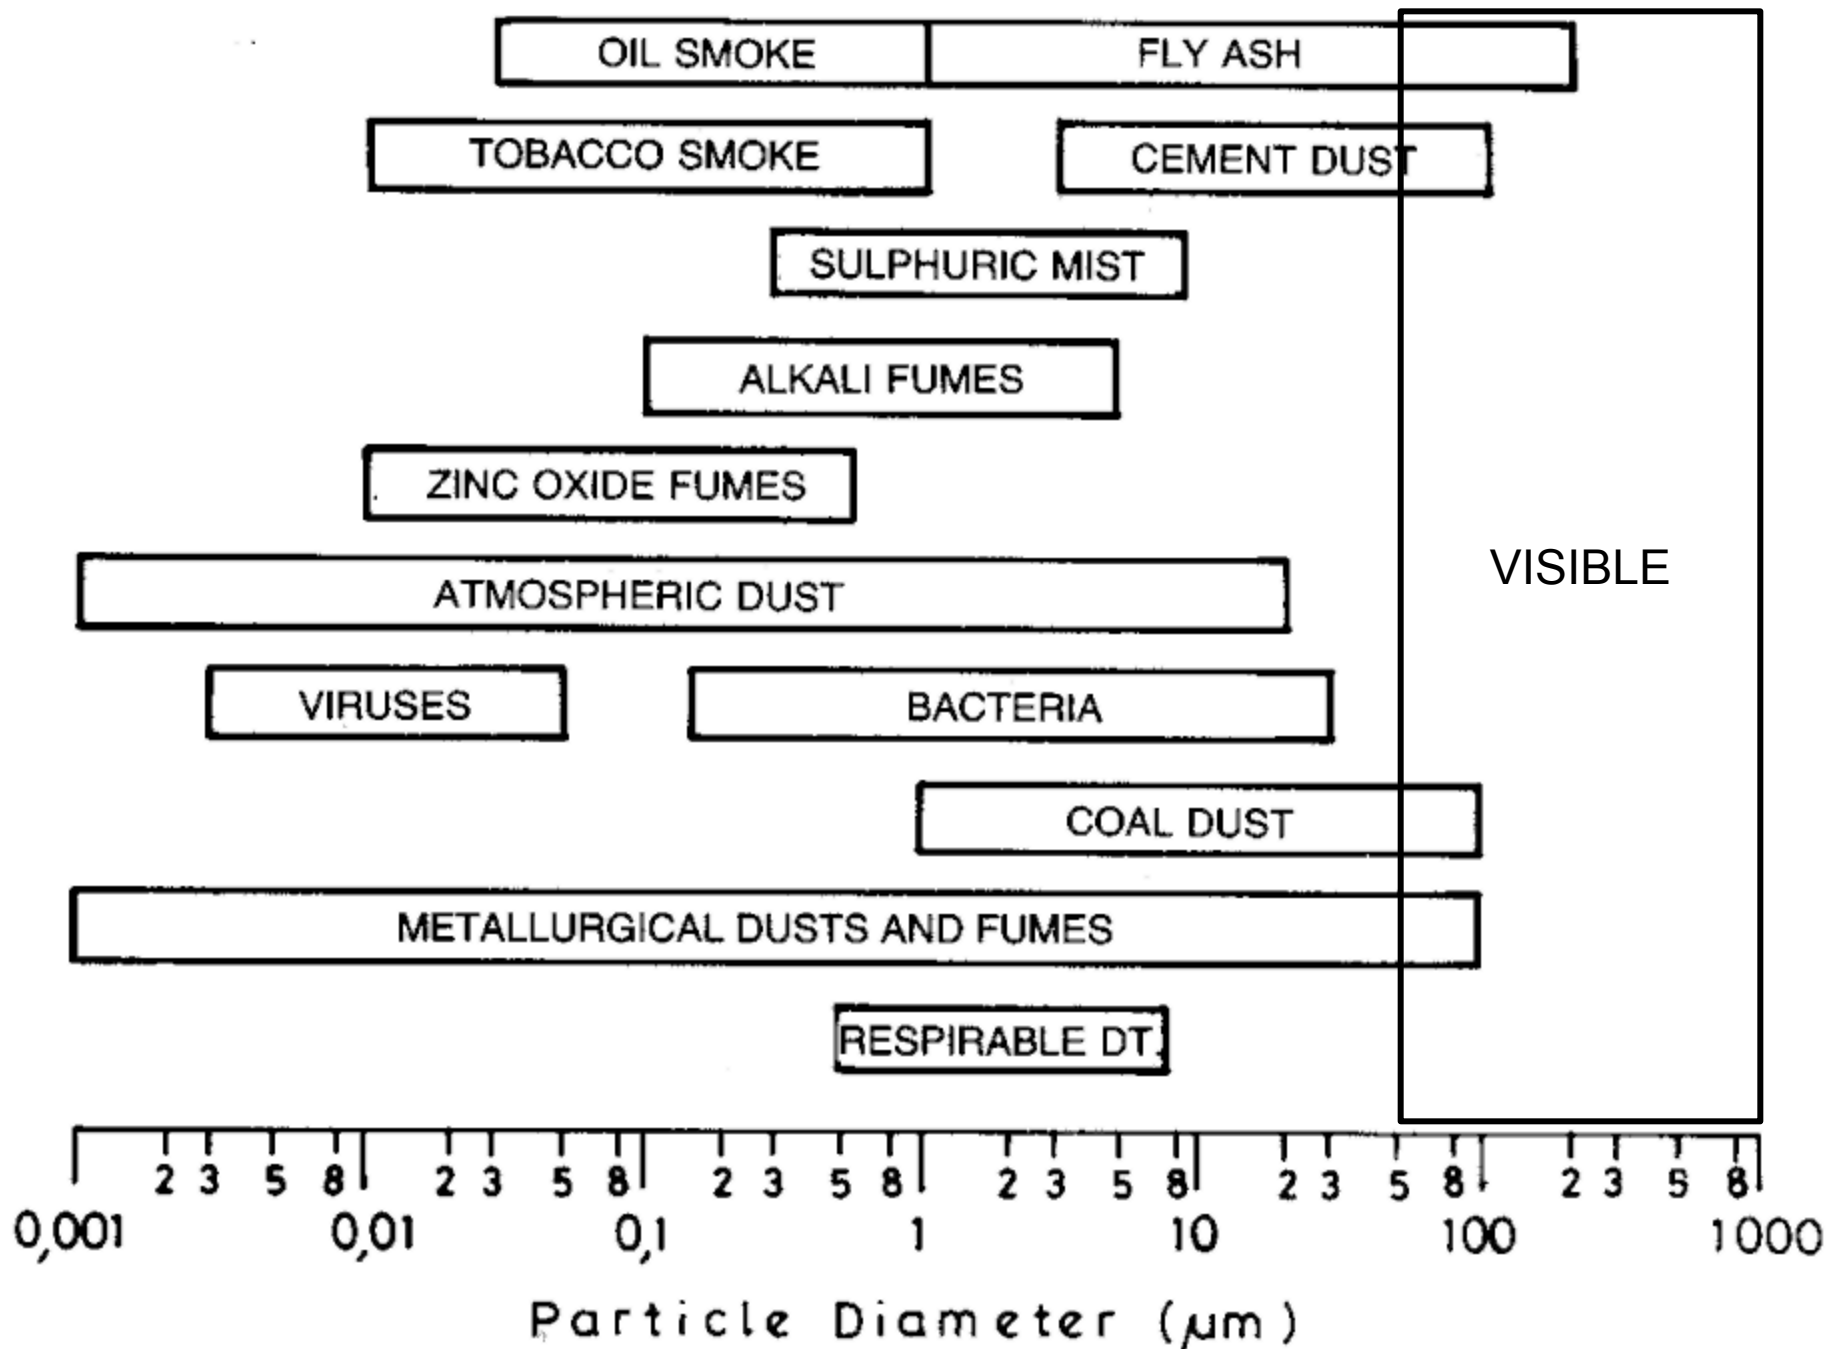 OIL SMOKE FLY ASH
TOBACCO SMOKE CEMENT DUST
SULPHURIC MIST
ALKALI FUMES
ZINC OXIDE FUMES
ATMOSPHERIC DUST
VISIBLE
VIRUSES BACTERIA
COAL DUST
METALLURGICAL DUSTS AND FUMES
RESPIRABLE DT.
2 3 5 8 2 3 5 8 2 3 5 8 2 3 5 8 2 3 5 8 2 3 5 8
0,001 0,01 0,1 1 10 100 1000
Particle Diameter (μm)